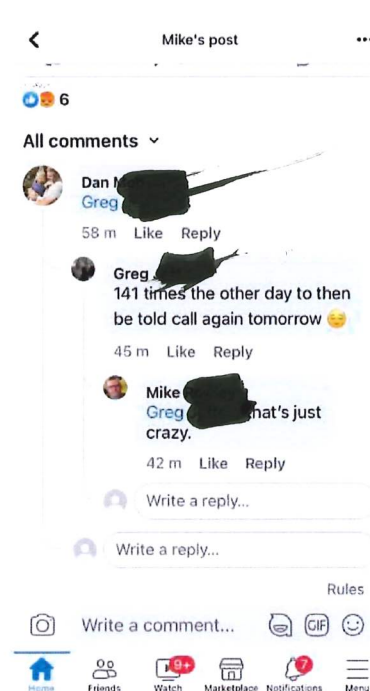 Mike's post
6
All comments
Dan
Greg
58 m Like Reply
Greg
141 times the other day to then
be told call again tomorrow
45 m Like Reply
Mike
Greg hat's just
crazy.
42 m Like Reply
Write a reply...
Write a reply...
Rules
Write a comment... GIF
9+ 7
Home Friends Watch Marketplace Notifications Menu